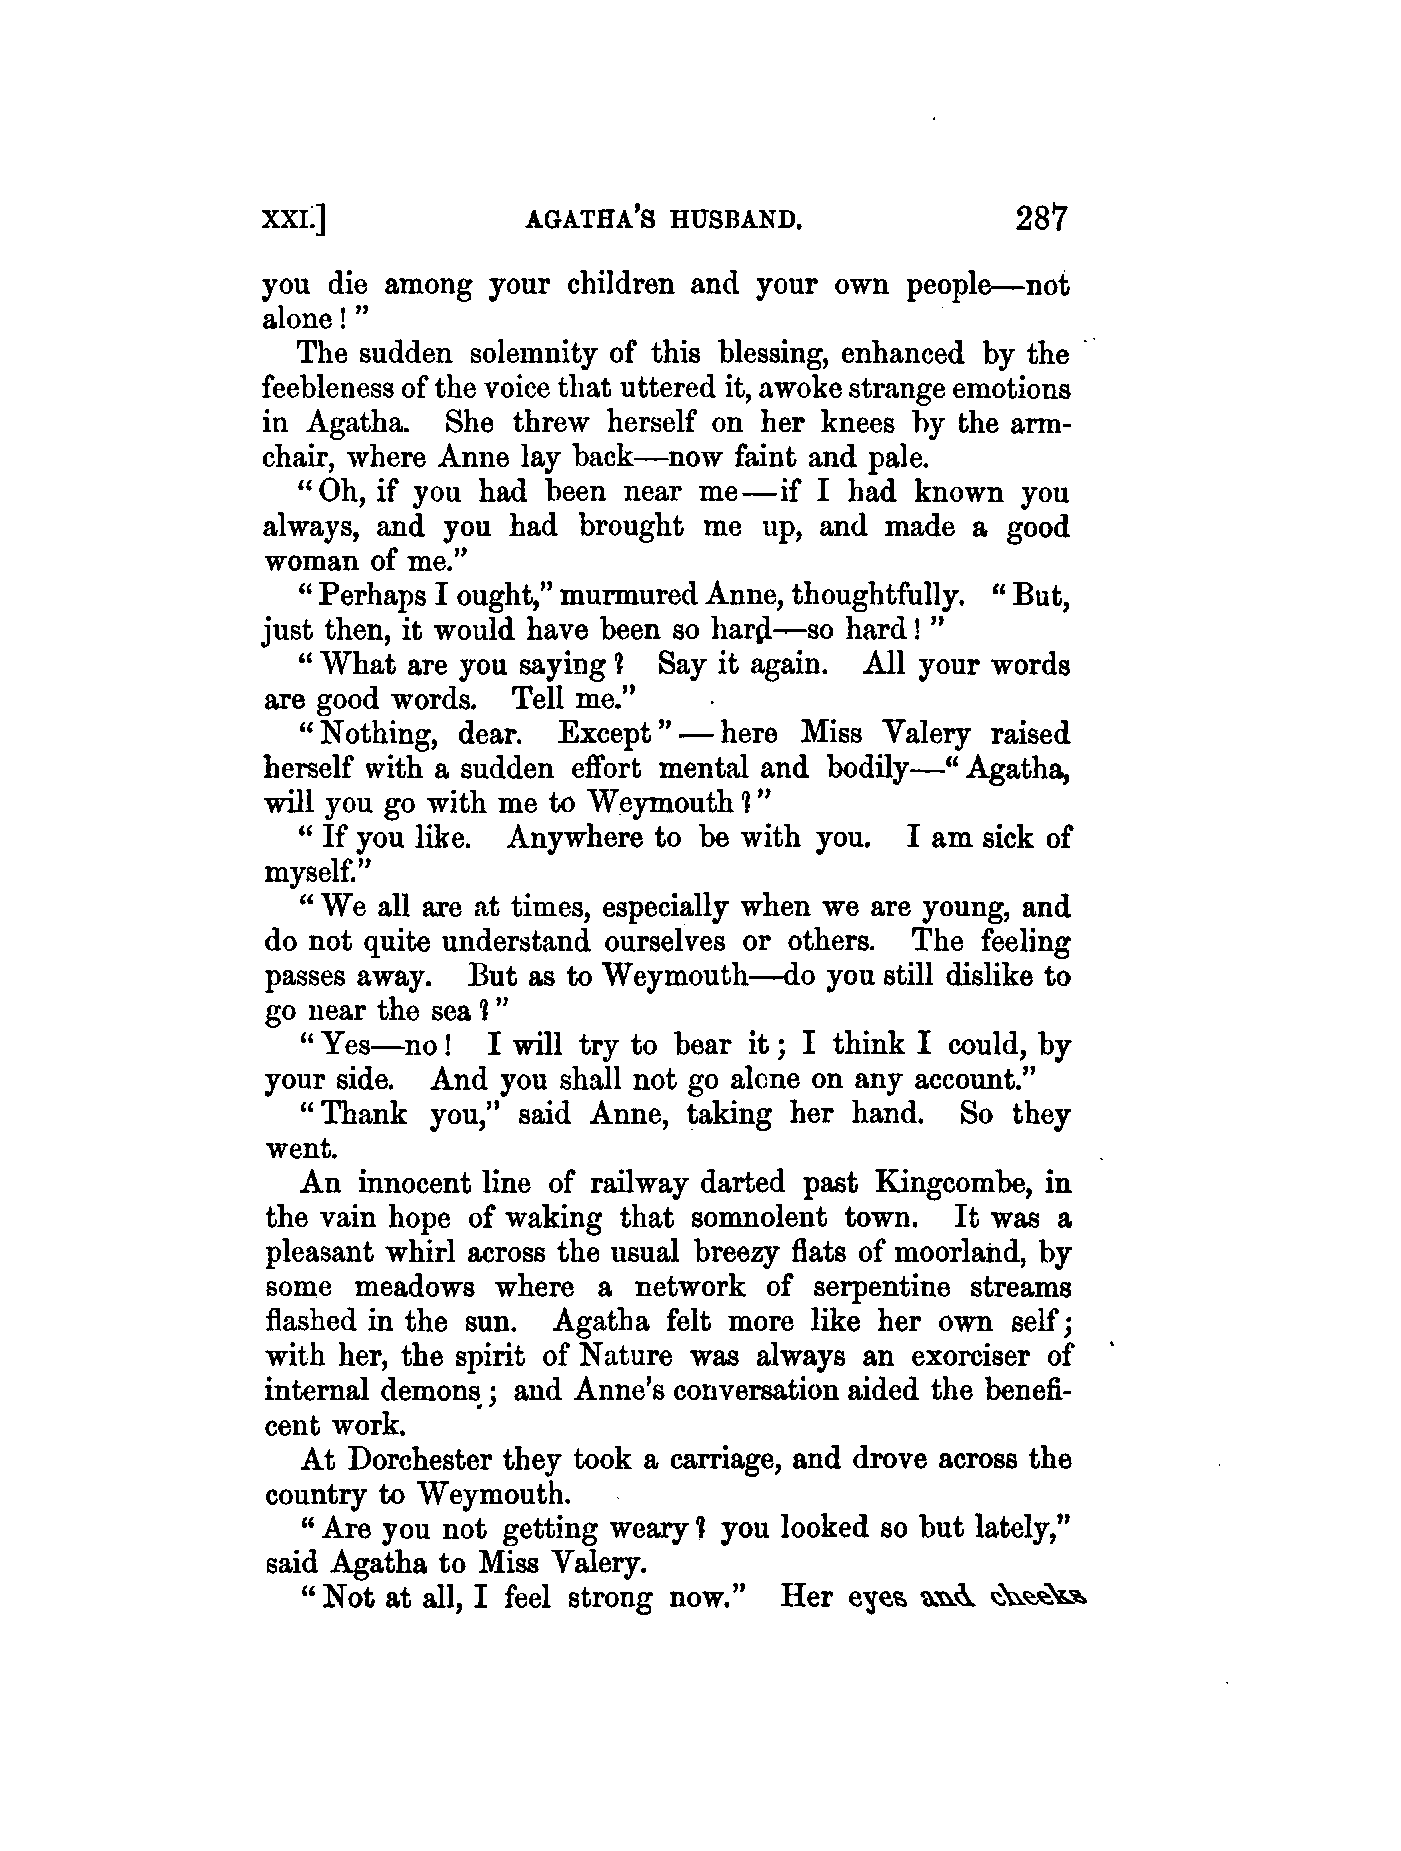 XXI.] AGATHA'S HUSBAND. 287
you die among your children and your own people—not
alone!"
The sudden solemnity of this blessing, enhanced by the
feebleness of the voice that uttered it, awoke strange emotions
in Agatha. She threw herself on her knees by the arm-
chair, where Anne lay back—now faint and pale.
"Oh, if you had been near me—if I had known you
always, and you had brought me up, and made a good
woman of me."
"Perhaps I ought," murmured Anne, thoughtfully. "But,
just then, it would have been so hard—so hard!"
"What are you saying? Say it again. All your words
are good words. Tell me."
"Nothing, dear. Except"—here Miss Valery raised
herself with a sudden effort mental and bodily—"Agatha,
will you go with me to Weymouth?"
"If you like. Anywhere to be with you. I am sick of
myself."
"We all are at times, especially when we are young, and
do not quite understand ourselves or others. The feeling
passes away. But as to Weymouth—do you still dislike to
go near the sea?"
"Yes—no! I will try to bear it; I think I could, by
your side. And you shall not go alone on any account."
"Thank you," said Anne, taking her hand. So they
went.
An innocent line of railway darted past Kingcombe, in
the vain hope of waking that somnolent town. It was a
pleasant whirl across the usual breezy flats of moorland, by
some meadows where a network of serpentine streams
flashed in the sun. Agatha felt more like her own self;
with her, the spirit of Nature was always an exorciser of
internal demons; and Anne's conversation aided the benefi-
cent work.
At Dorchester they took a carriage, and drove across the
country to Weymouth.
"Are you not getting weary? you looked so but lately,"
said Agatha to Miss Valery.
"Not at all, I feel strong now." Her eyes and cheeks